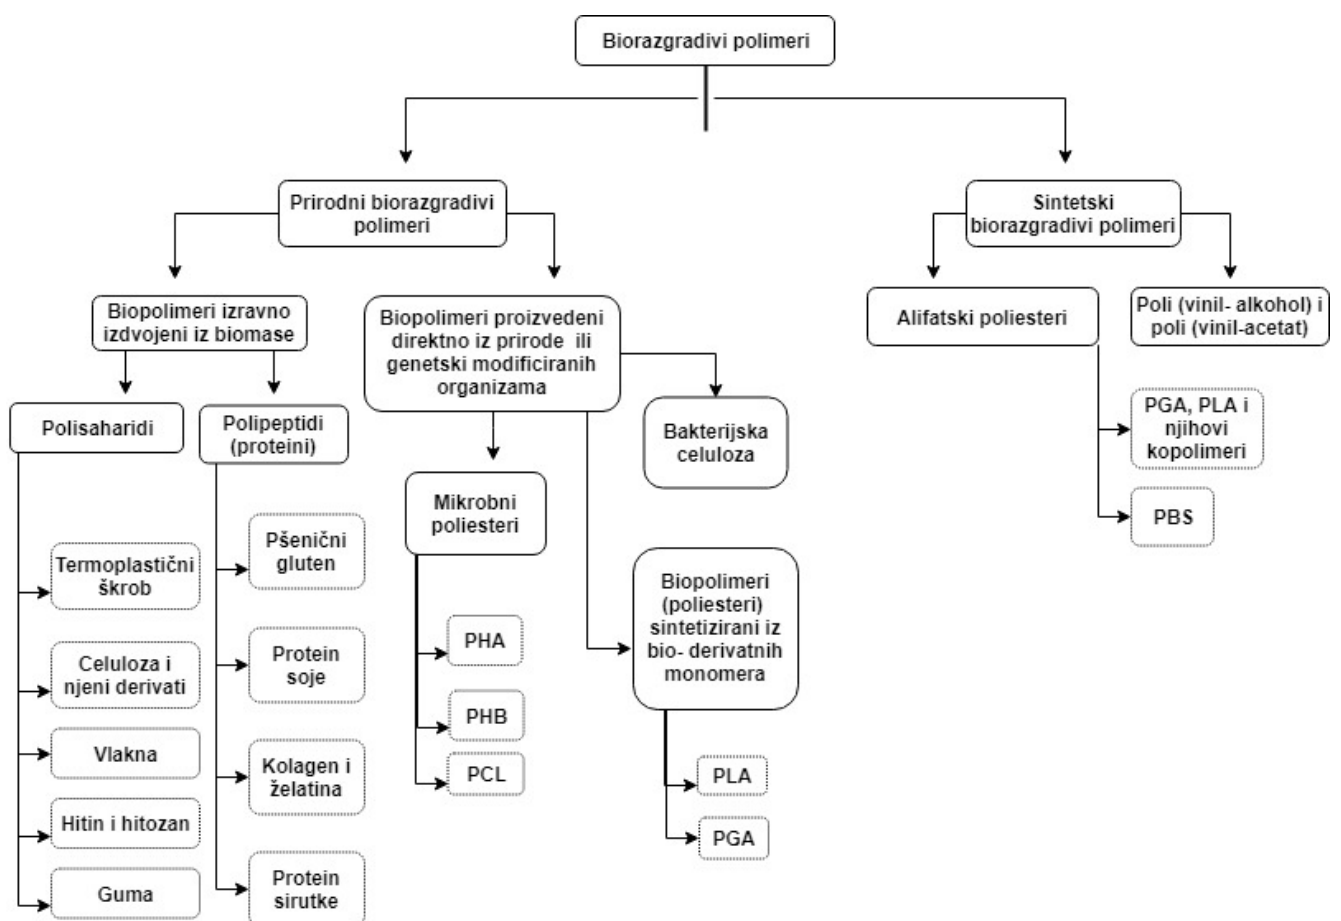 Biorazgradivi polimeri
Prirodni biorazgradivi
polimeri
Sintetski
biorazgradivi polimeri
Biopolimeri izravno
izdvojeni iz biomase
Biopolimeri proizvedeni
direktno iz prirode ili
genetski modificiranih
organizama
Alifatski poliesteri
Poli (vinil- alkohol) i
poli (vinil-acetat)
Polisaharidi
Polipeptidi
(proteini)
Bakterijska
celuloza
PGA, PLA i
njihovi
kopolimeri
Mikrobni
poliesteri
PBS
Termoplastični
škrob
Pšenični
gluten
Biopolimeri
(poliesteri)
sintetizirani iz
bio- derivatnih
monomera
Celuloza i
njeni derivati
Protein
soje
PHA
PHB
Vlakna
Kolagen i
želatina
PCL
PLA
Hitin i hitozan
PGA
Guma
Protein
sirutke